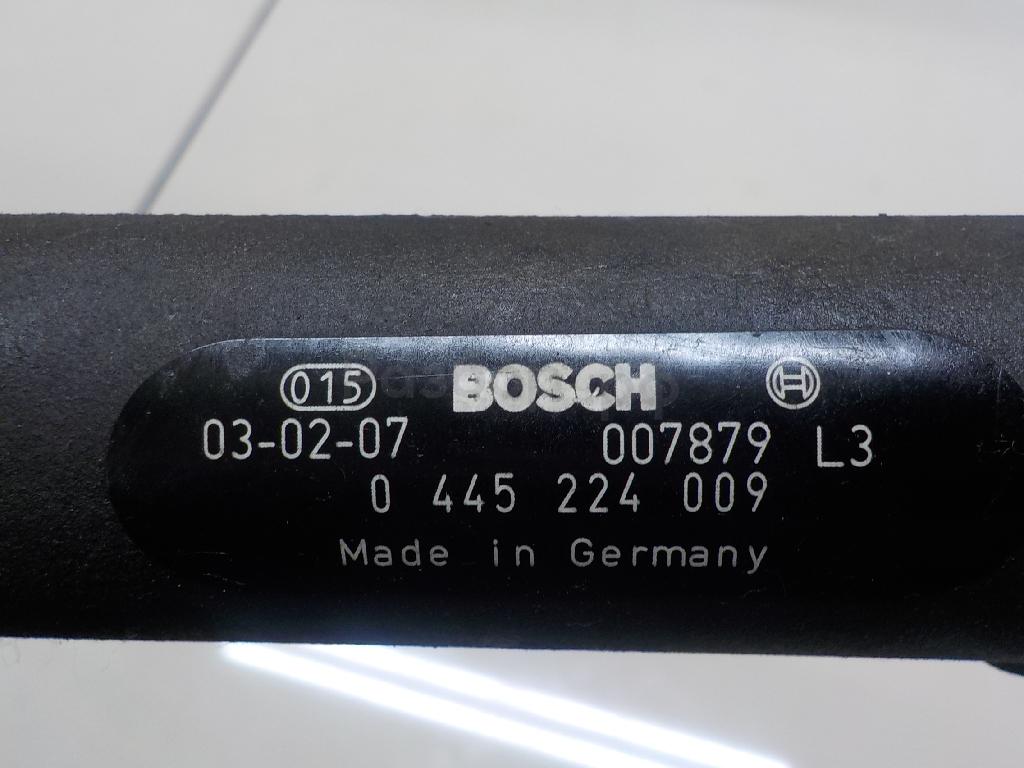 015 BOSCH
03-02-07 007879 L3
0 445 224 009
Made in Germany